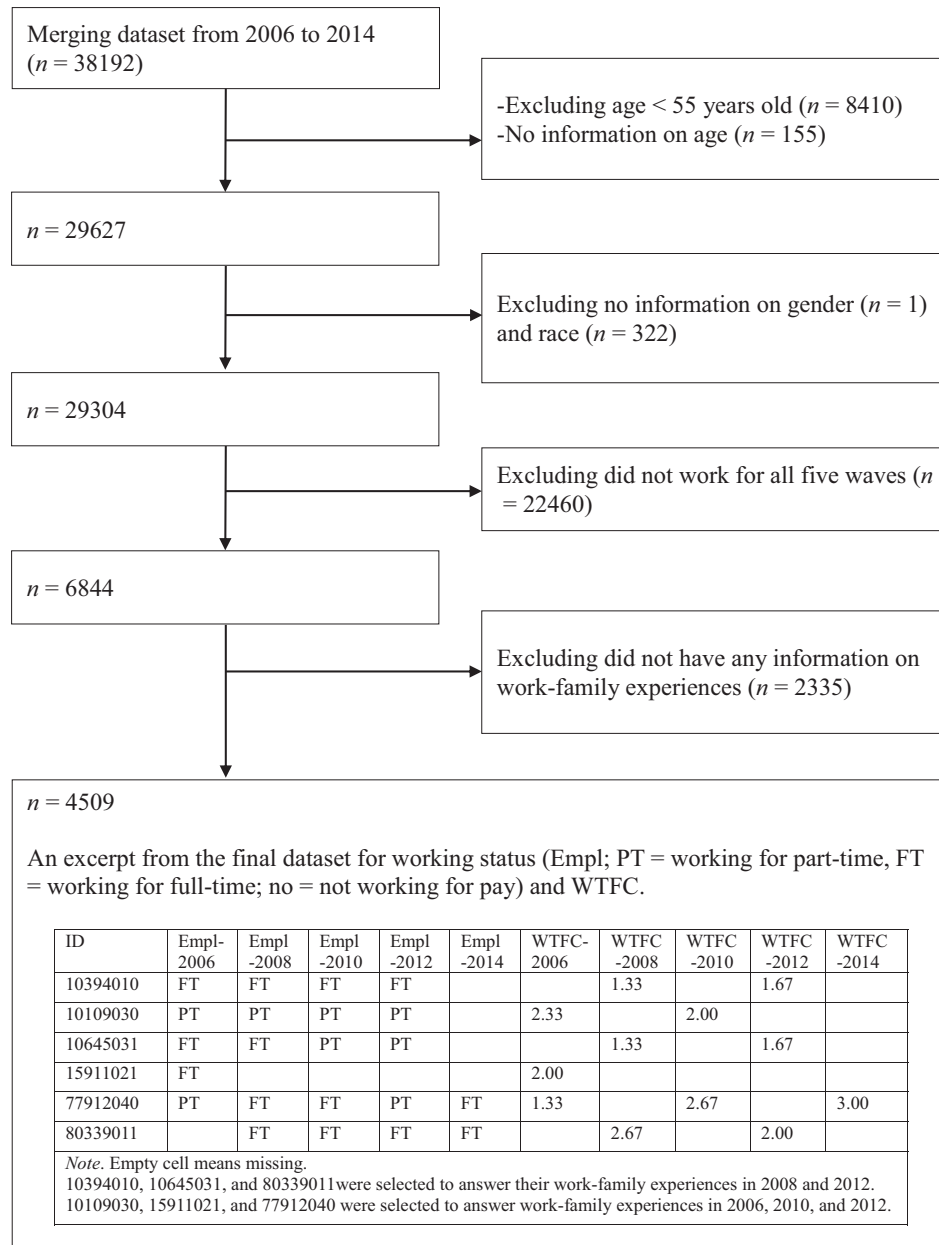 Merging dataset from 2006 to 2014
(n = 38192)
-Excluding age < 55 years old (n = 8410)
-No information on age (n = 155)
n = 29627
Excluding no information on gender (n = 1)
and race (n = 322)
n = 29304
Excluding did not work for all five waves (n
= 22460)
n = 6844
Excluding did not have any information on
work-family experiences (n = 2335)
n = 4509
An excerpt from the final dataset for working status (Empl; PT = working for part-time, FT
= working for full-time; no = not working for pay) and WTFC.
ID Empl-2006 Empl-2008 Empl-2010 Empl-2012 Empl-2014 WTFC-2006 WTFC-2008 WTFC-2010 WTFC-2012 WTFC-2014
10394010 FT FT FT FT 1.33 1.67
10109030 PT PT PT PT 2.33 2.00
10645031 FT FT PT PT 1.33 1.67
15911021 FT 2.00
77912040 PT FT FT PT FT 1.33 2.67 3.00
80339011 FT FT FT FT 2.67 2.00
Note. Empty cell means missing.
10394010, 10645031, and 80339011were selected to answer their work-family experiences in 2008 and 2012.
10109030, 15911021, and 77912040 were selected to answer work-family experiences in 2006, 2010, and 2012.